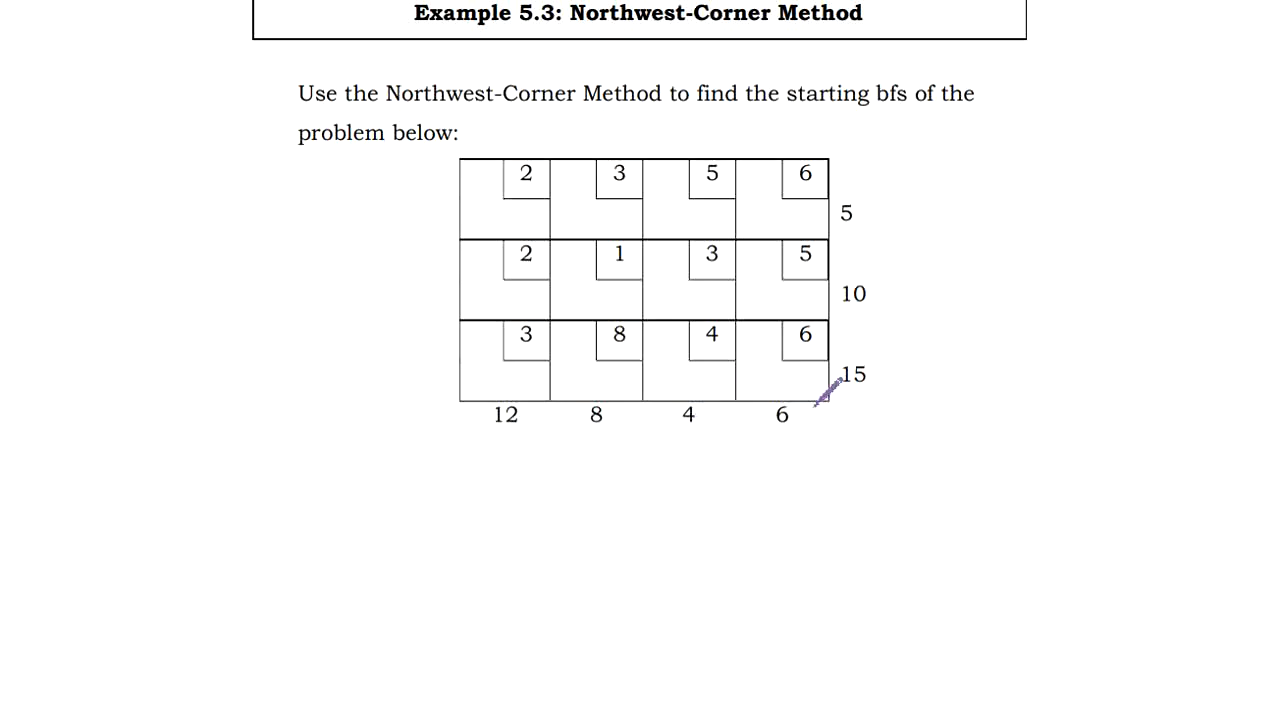 Example 5.3: Northwest-Corner Method
Use the Northwest-Corner Method to find the starting bfs of the
problem below:
2 3 5 6
5
2 1 3 5
10
3 8 4 6
15
12 8 4 6